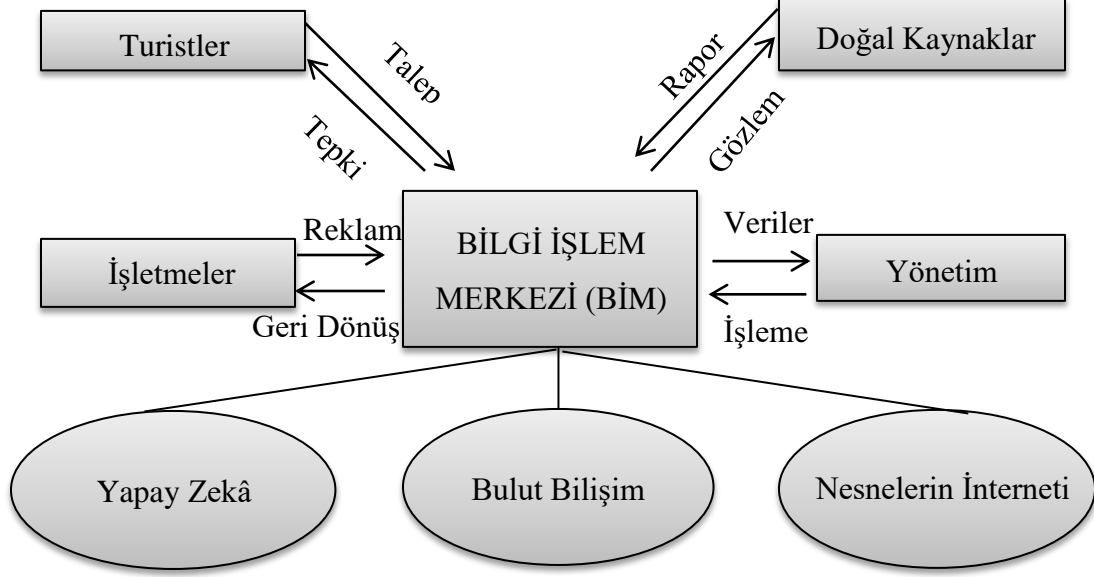 Turistler
Doğal Kaynaklar
Talep
Tepki
Rapor
Gözlem
Reklam
İşletmeler
Geri Dönüş
BİLGİ İŞLEM
MERKEZİ (BİM)
Veriler
Yönetim
İşleme
Yapay Zekâ
Bulut Bilişim
Nesnelerin İnterneti